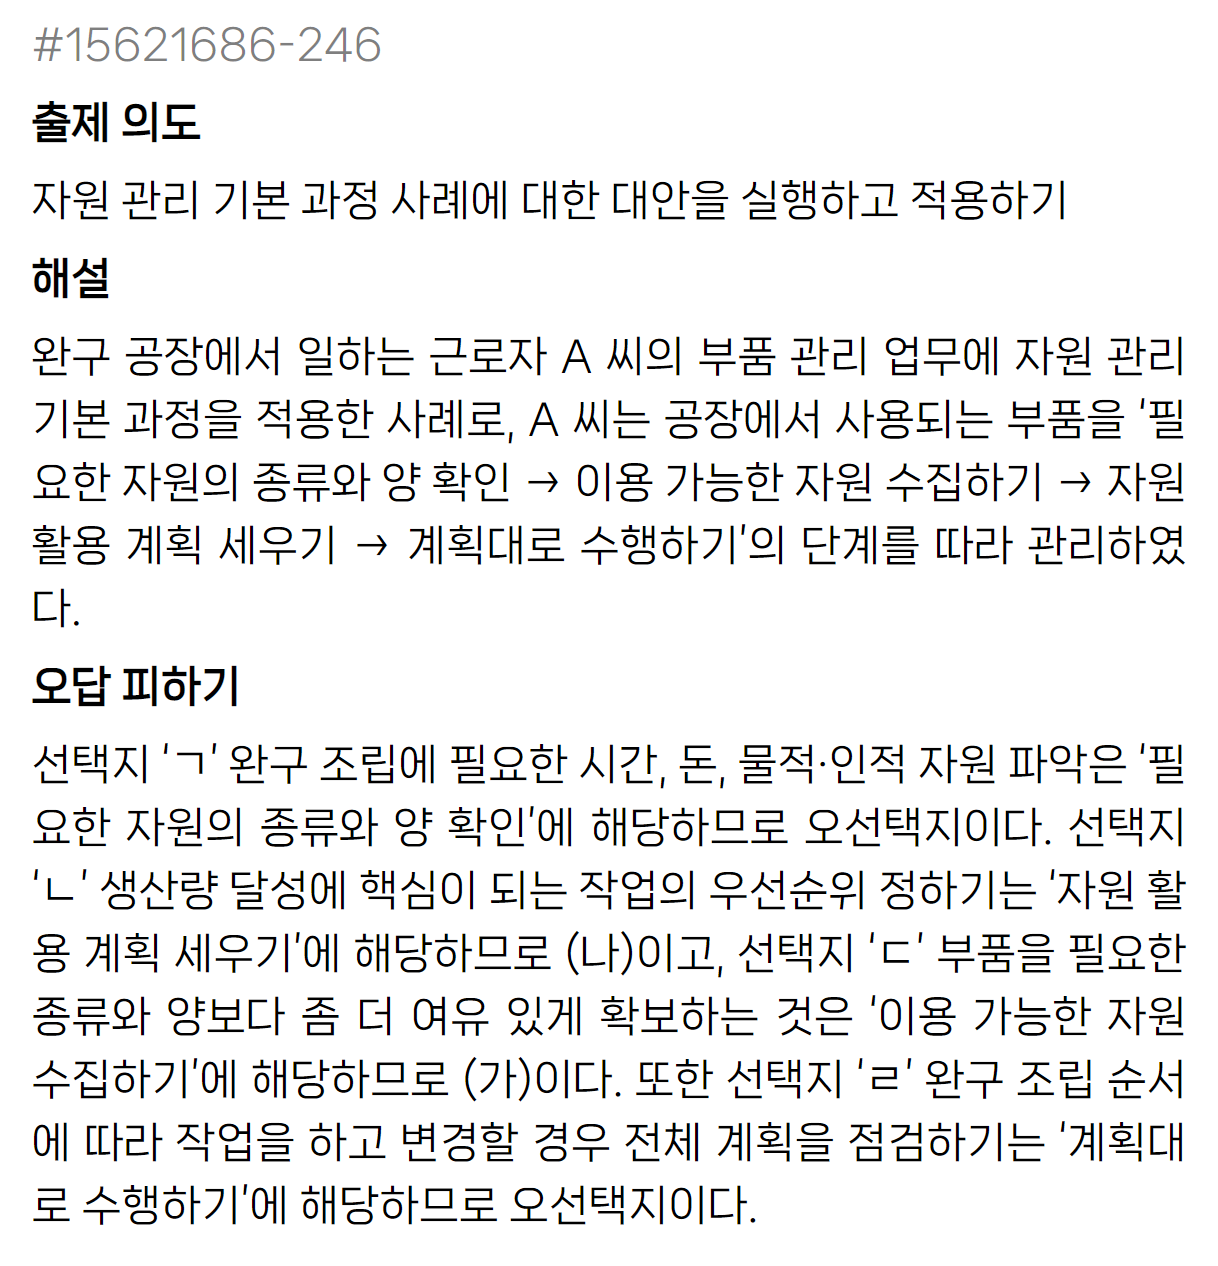 #15621686-246
출제 의도
자원 관리 기본 과정 사례에 대한 대안을 실행하고 적용하기
해설
완구 공장에서 일하는 근로자 A 씨의 부품 관리 업무에 자원 관리
기본 과정을 적용한 사례로, A 씨는 공장에서 사용되는 부품을 ‘필
요한 자원의 종류와 양 확인 → 이용 가능한 자원 수집하기 → 자원
활용 계획 세우기 → 계획대로 수행하기’의 단계를 따라 관리하였
다.
오답 피하기
선택지 ‘ㄱ’ 완구 조립에 필요한 시간, 돈, 물적·인적 자원 파악은 ‘필
요한 자원의 종류와 양 확인’에 해당하므로 오선택지이다. 선택지
‘ㄴ’ 생산량 달성에 핵심이 되는 작업의 우선순위 정하기는 ‘자원 활
용 계획 세우기’에 해당하므로 (나)이고, 선택지 ‘ㄷ’ 부품을 필요한
종류와 양보다 좀 더 여유 있게 확보하는 것은 ‘이용 가능한 자원
수집하기’에 해당하므로 (가)이다. 또한 선택지 ‘ㄹ’ 완구 조립 순서
에 따라 작업을 하고 변경할 경우 전체 계획을 점검하기는 ‘계획대
로 수행하기’에 해당하므로 오선택지이다.